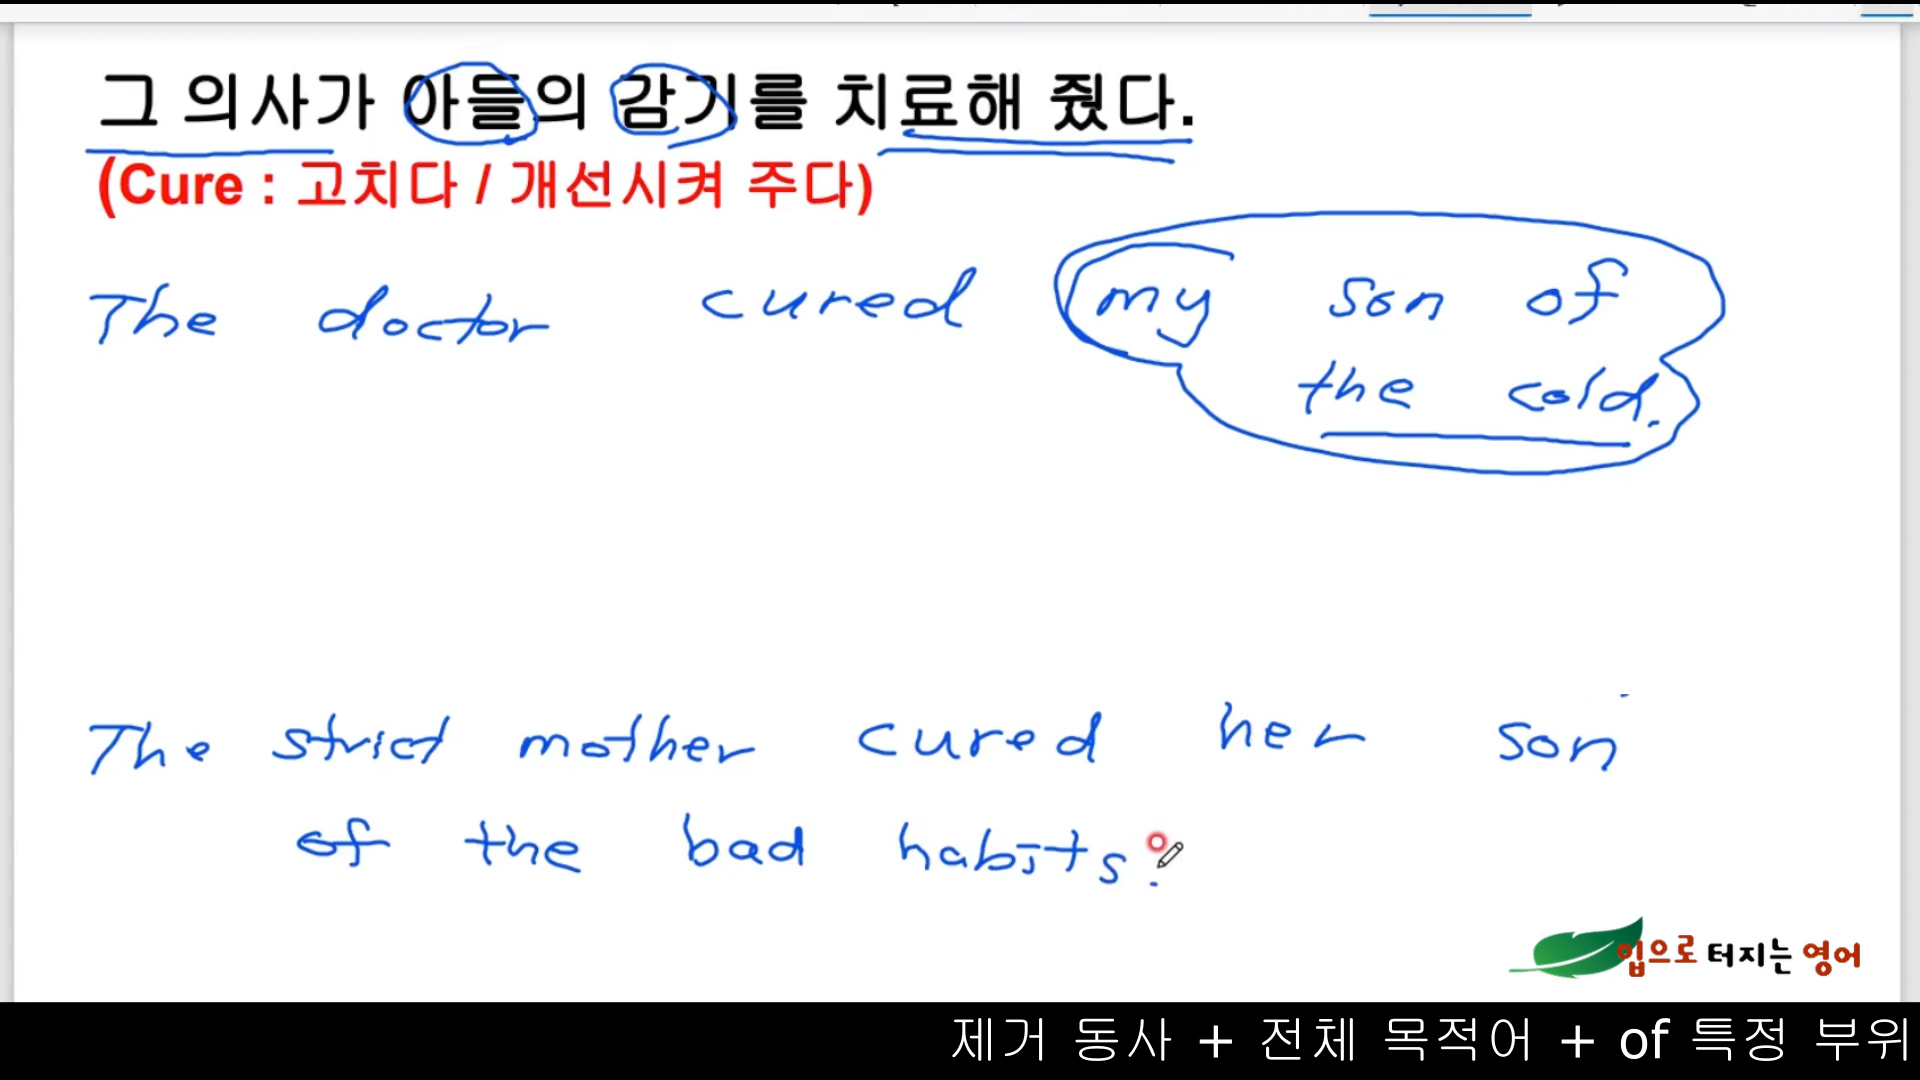 그 의사가 아들의 감기를 치료해 줬다.
(Cure : 고치다 / 개선시켜 주다)
The doctor cured my son of
the cold.
The strict mother cured her son
of the bad habits.
입으로 터지는 영어
제거 동사 + 전체 목적어 + of 특정 부위